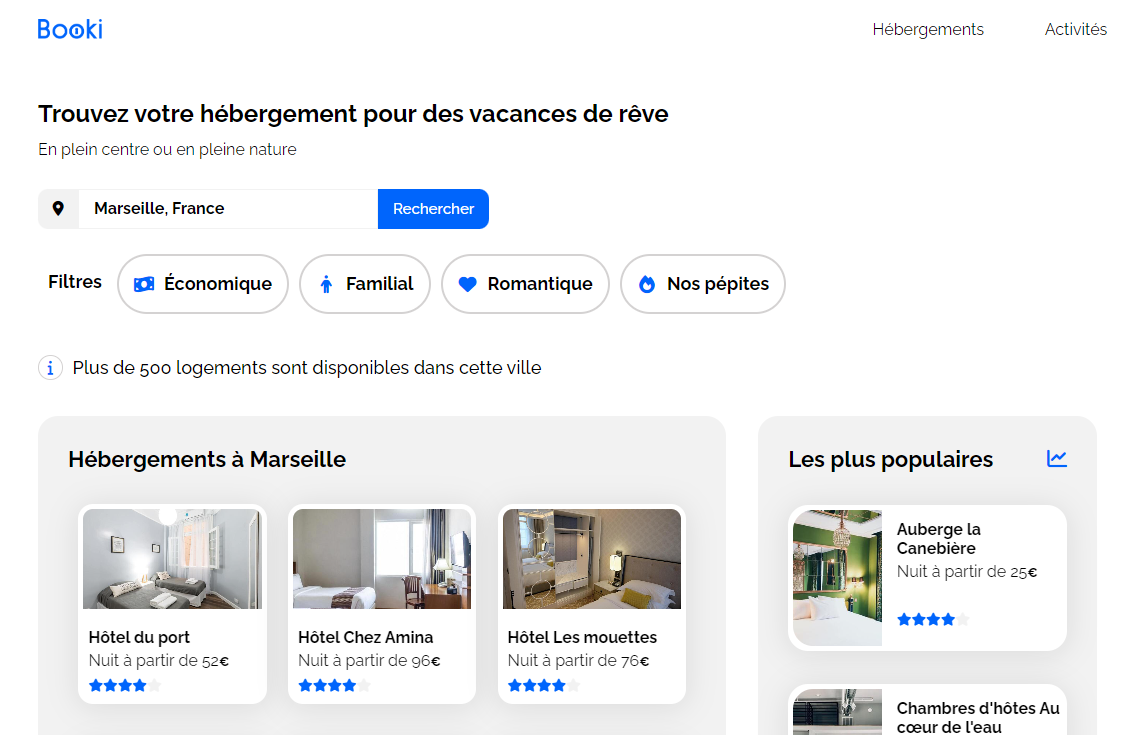 Booki
Hébergements
Activités
Trouvez votre hébergement pour des vacances de rêve
En plein centre ou en pleine nature
Marseille, France
Rechercher
Filtres
Économique
Familial
Romantique
Nos pépites
Plus de 500 logements sont disponibles dans cette ville
Hébergements à Marseille
Hôtel du port
Nuit à partir de 52€
Hôtel Chez Amina
Nuit à partir de 96€
Hôtel Les mouettes
Nuit à partir de 76€
Les plus populaires
Auberge la
Canebière
Nuit à partir de 25€
Chambres d'hôtes Au
cœur de l'eau